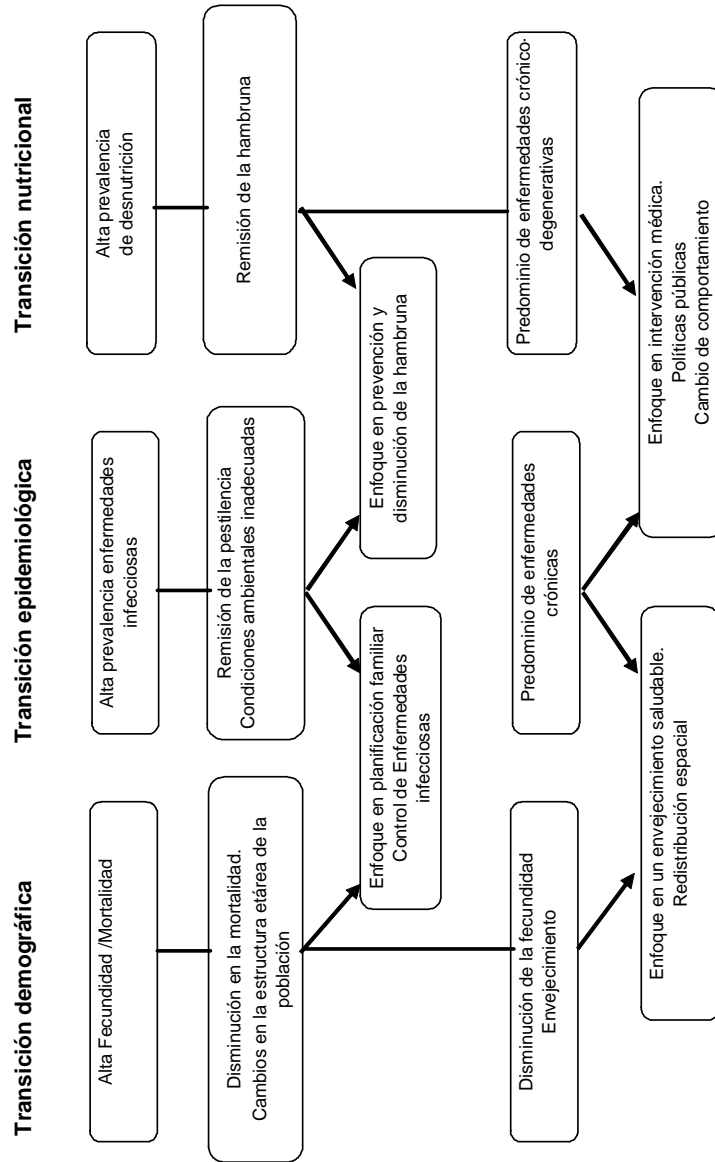 Transición demográfica
Transición epidemiológica
Transición nutricional
Alta Fecundidad /Mortalidad
Alta prevalencia enfermedades
infecciosas
Alta prevalencia
de desnutrición
Disminución en la mortalidad.
Cambios en la estructura etárea de la
población
Remisión de la pestilencia
Condiciones ambientales inadecuadas
Remisión de la hambruna
Enfoque en planificación familiar
Control de Enfermedades
infecciosas
Enfoque en prevención y
disminución de la hambruna
Disminución de la fecundidad
Envejecimiento
Predominio de enfermedades
crónicas
Predominio de enfermedades crónico-
degenerativas
Enfoque en un envejecimiento saludable.
Redistribución espacial
Enfoque en intervención médica.
Políticas públicas
Cambio de comportamiento